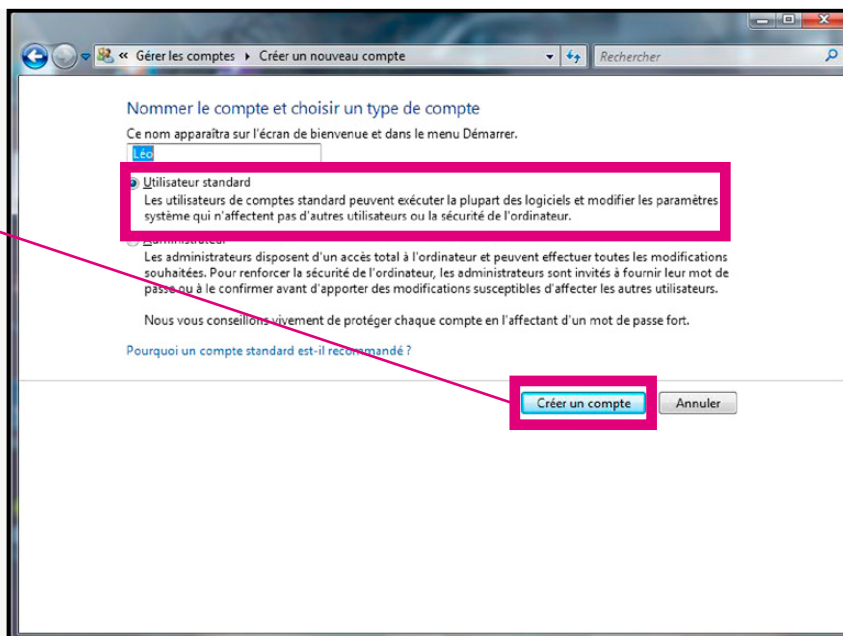 « Gérer les comptes Créer un nouveau compte
Rechercher
Nommer le compte et choisir un type de compte
Ce nom apparaîtra sur l'écran de bienvenue et dans le menu Démarrer.
Léo
Utilisateur standard
Les utilisateurs de comptes standard peuvent exécuter la plupart des logiciels et modifier les paramètres
système qui n'affectent pas d'autres utilisateurs ou la sécurité de l'ordinateur.
Administrateur
Les administrateurs disposent d'un accès total à l'ordinateur et peuvent effectuer toutes les modifications
souhaitées. Pour renforcer la sécurité de l'ordinateur, les administrateurs sont invités à fournir leur mot de
passe ou à le confirmer avant d'apporter des modifications susceptibles d'affecter les autres utilisateurs.
Nous vous conseillons vivement de protéger chaque compte en l'affectant d'un mot de passe fort.
Pourquoi un compte standard est-il recommandé ?
Créer un compte
Annuler